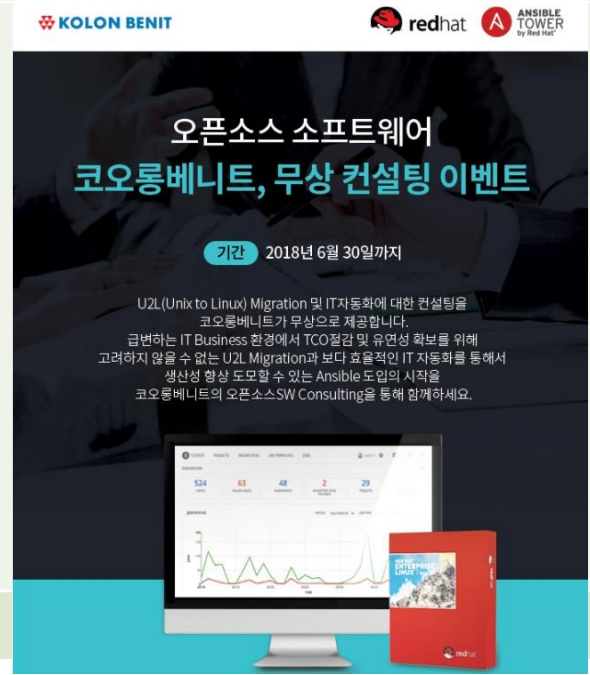 KOLON BENIT
redhat
ANSIBLE
TOWER
by Red Hat
오픈소스 소프트웨어
코오롱베니트, 무상 컨설팅 이벤트
기간 2018년 6월 30일까지
U2L(Unix to Linux) Migration 및 IT자동화에 대한 컨설팅을
코오롱베니트가 무상으로 제공합니다.
급변하는 IT Business 환경에서 TCO절감 및 유연성 확보를 위해
고려하지 않을 수 없는 U2L Migration과 보다 효율적인 IT 자동화를 통해서
생산성 향상 도모할 수 있는 Ansible 도입의 시작을
코오롱베니트의 오픈소스SW Consulting을 통해 함께하세요.
TOWER PROJECTS INVENTORIES JOB TEMPLATES JOBS
524 63 48 2 29
HOSTS
RED HAT
ENTERPRISE
LINUX 7
redhat